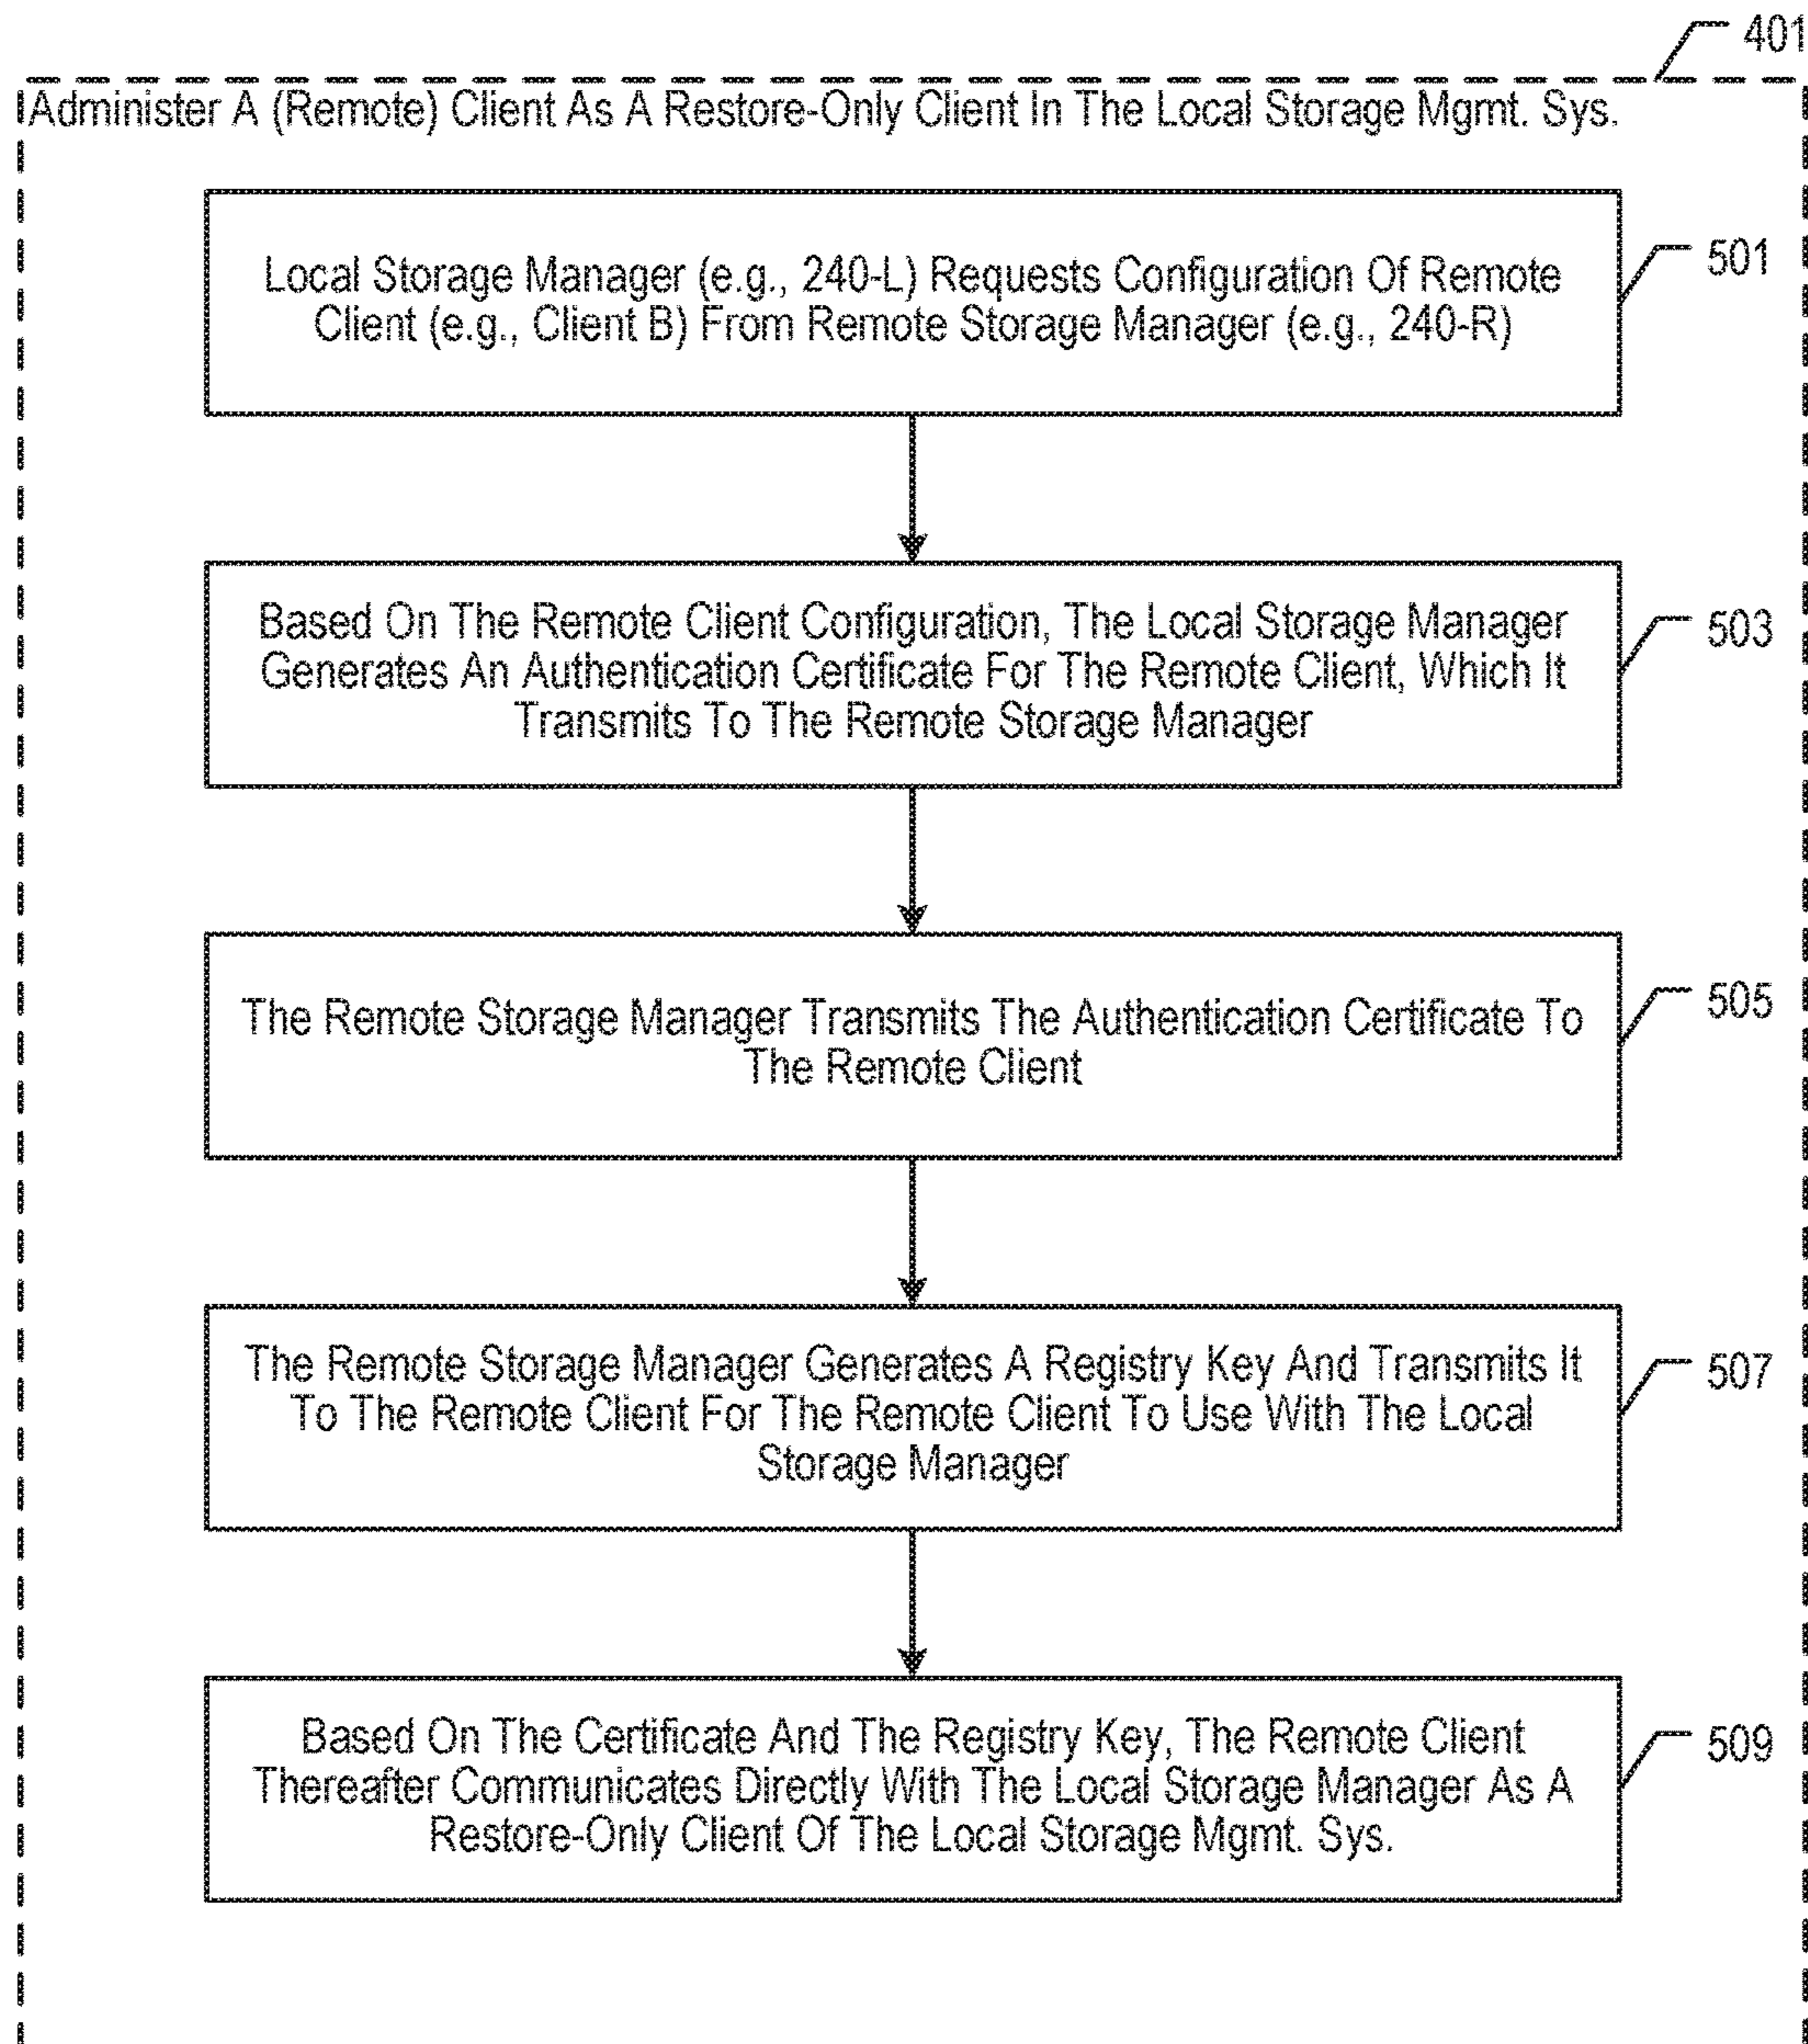 401
Administer A (Remote) Client As A Restore-Only Client In The Local Storage Mgmt. Sys.
Local Storage Manager (e.g., 240-L) Requests Configuration Of Remote
Client (e.g., Client B) From Remote Storage Manager (e.g., 240-R)
501
Based On The Remote Client Configuration, The Local Storage Manager
Generates An Authentication Certificate For The Remote Client, Which It
Transmits To The Remote Storage Manager
503
The Remote Storage Manager Transmits The Authentication Certificate To
The Remote Client
505
The Remote Storage Manager Generates A Registry Key And Transmits It
To The Remote Client For The Remote Client To Use With The Local
Storage Manager
507
Based On The Certificate And The Registry Key, The Remote Client
Thereafter Communicates Directly With The Local Storage Manager As A
Restore-Only Client Of The Local Storage Mgmt. Sys.
509